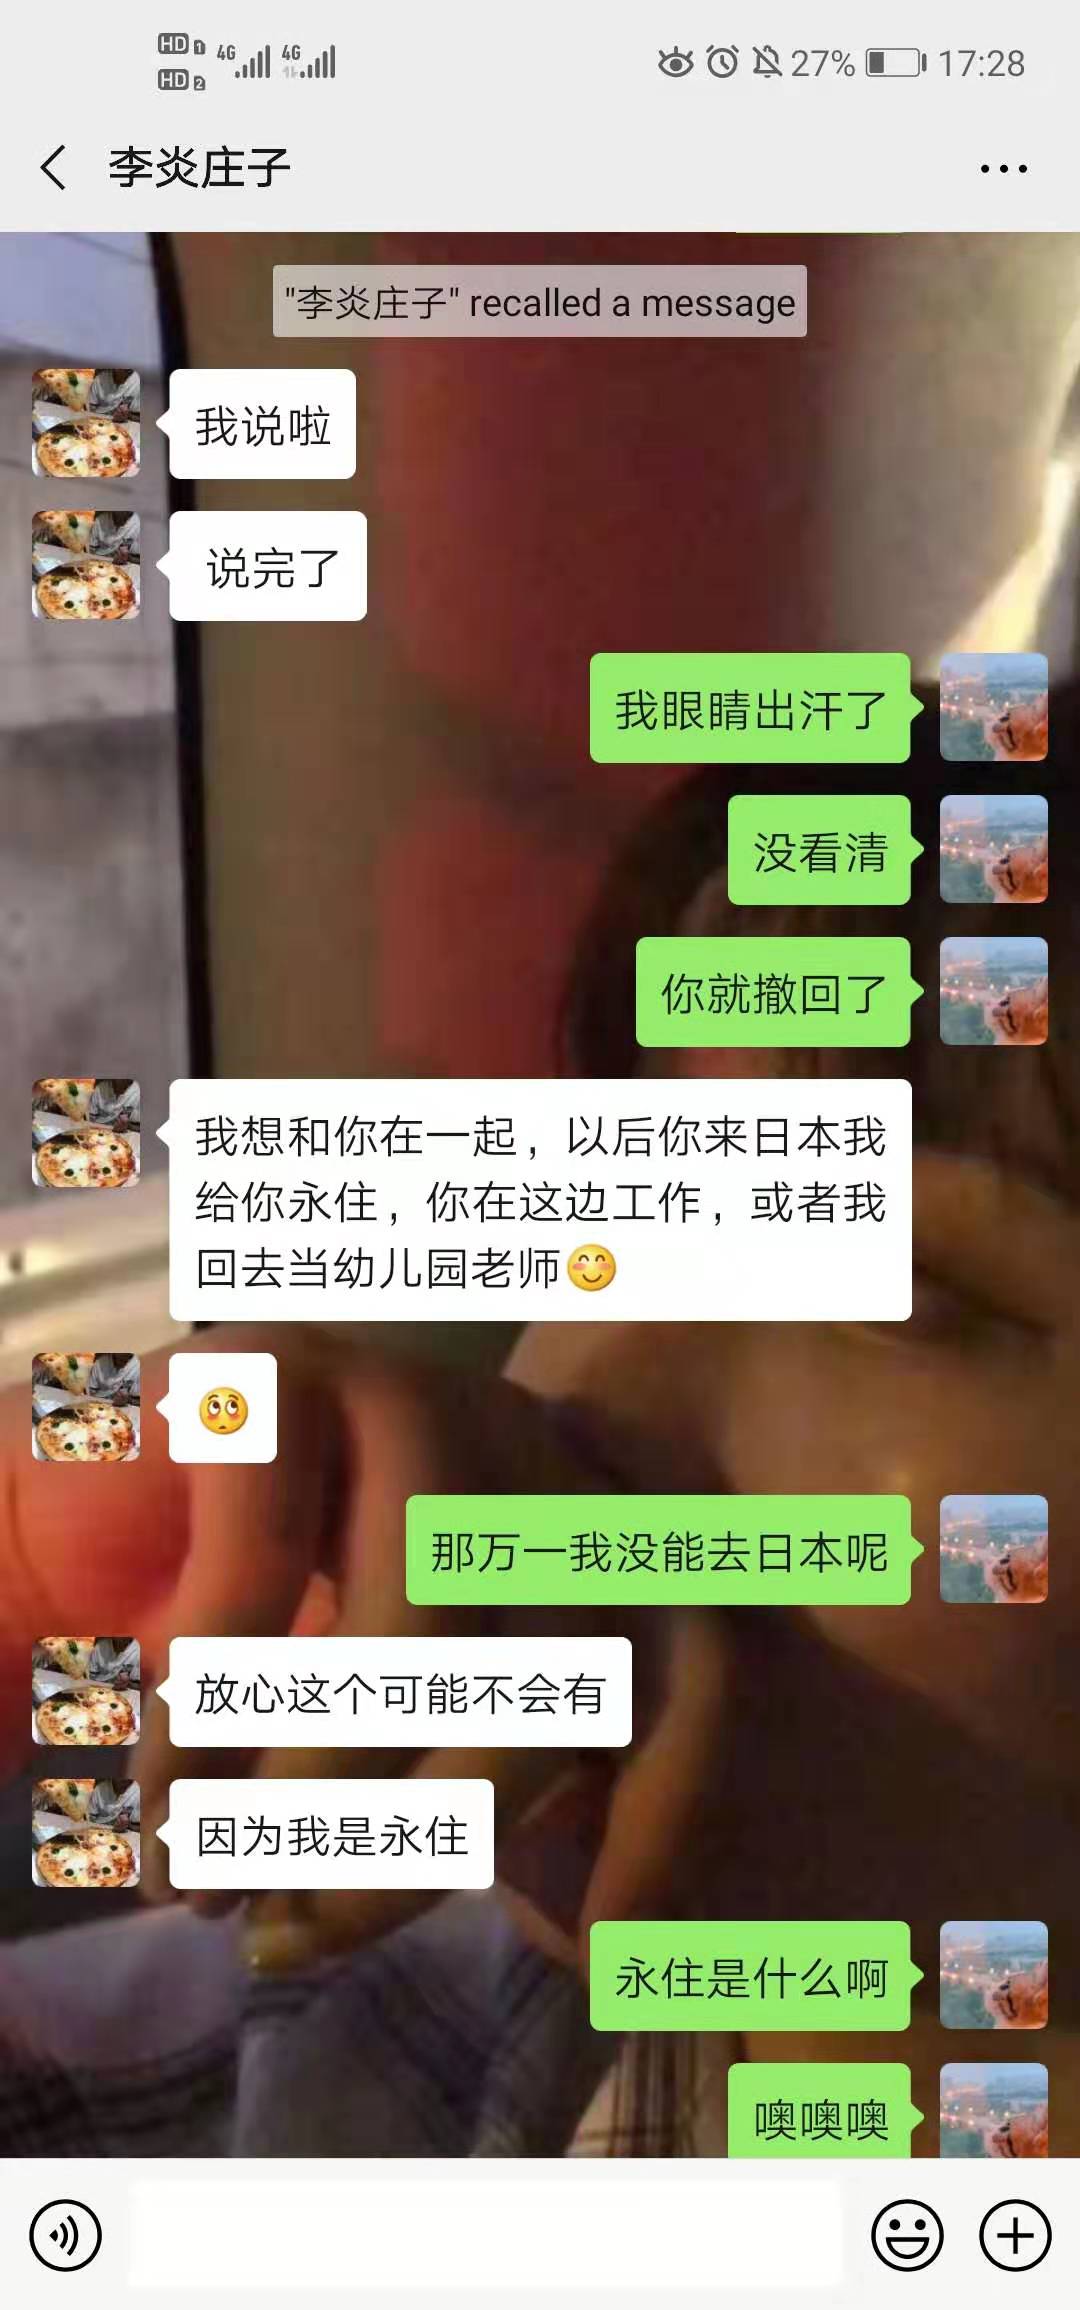 HD 1 4G 4G
HD 2
27% 17:28
李炎庄子
"李炎庄子" recalled a message
我说啦
说完了
我眼睛出汗了
没看清
你就撤回了
我想和你在一起，以后你来日本我
给你永住，你在这边工作，或者我
回去当幼儿园老师😊
🙄
那万一我没能去日本呢
放心这个可能不会有
因为我是永住
永住是什么啊
噢噢噢